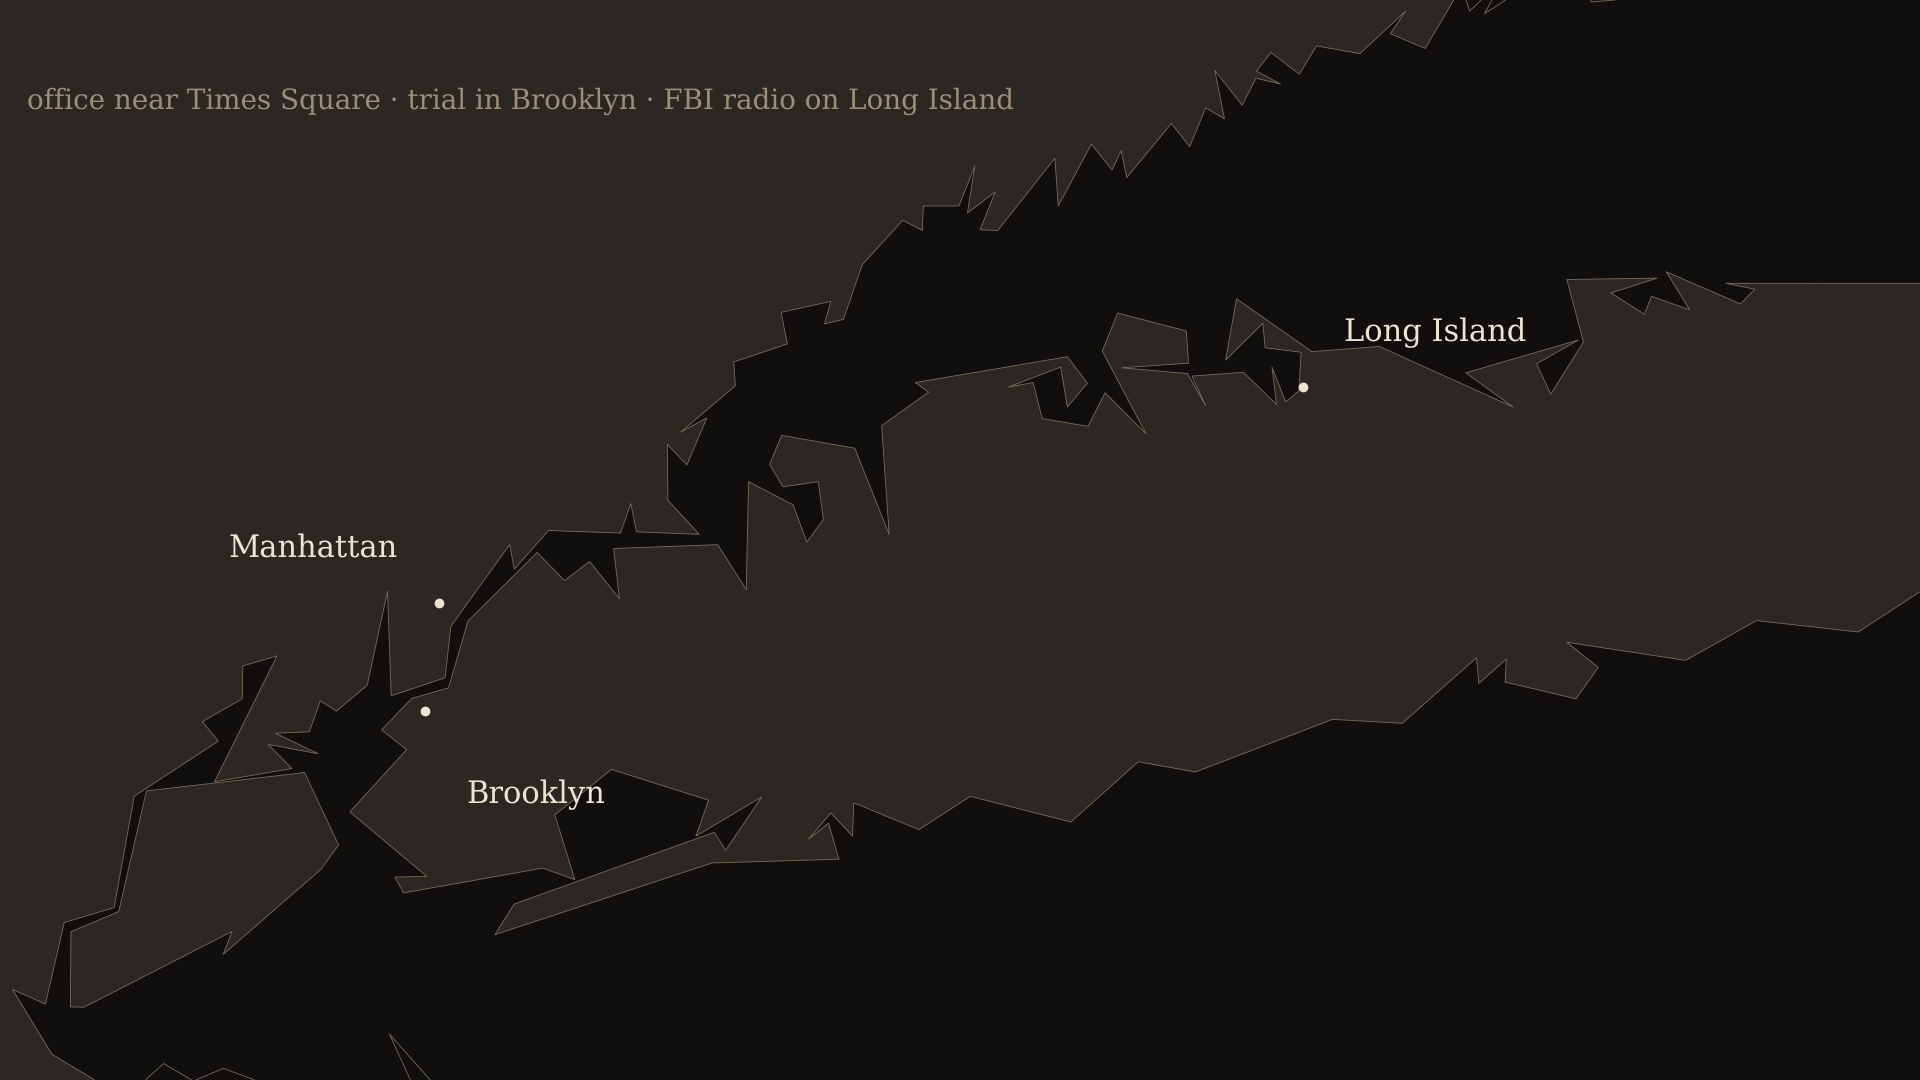 office near Times Square · trial in Brooklyn · FBI radio on Long Island
Long Island
Manhattan
Brooklyn